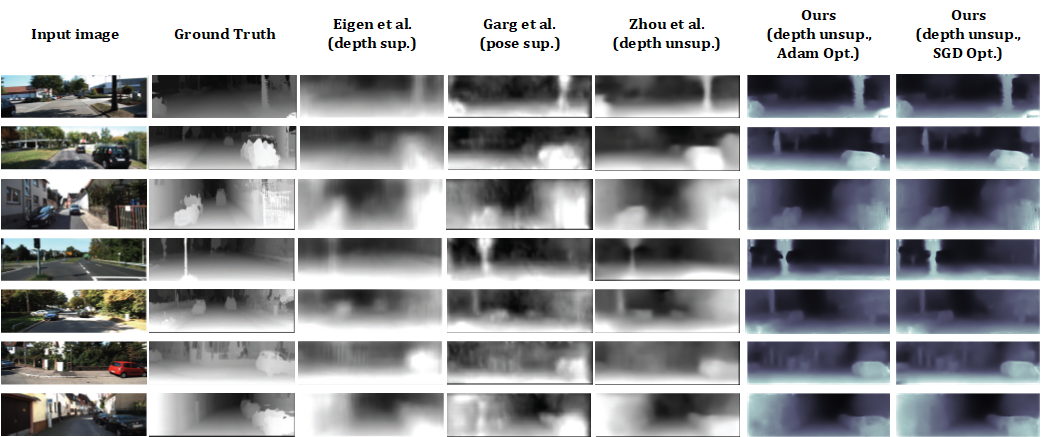 Input image
Ground Truth
Eigen et al.
(depth sup.)
Garg et al.
(pose sup.)
Zhou et al.
(depth unsup.)
Ours
(depth unsup.,
Adam Opt.)
Ours
(depth unsup,
SGD Opt.)